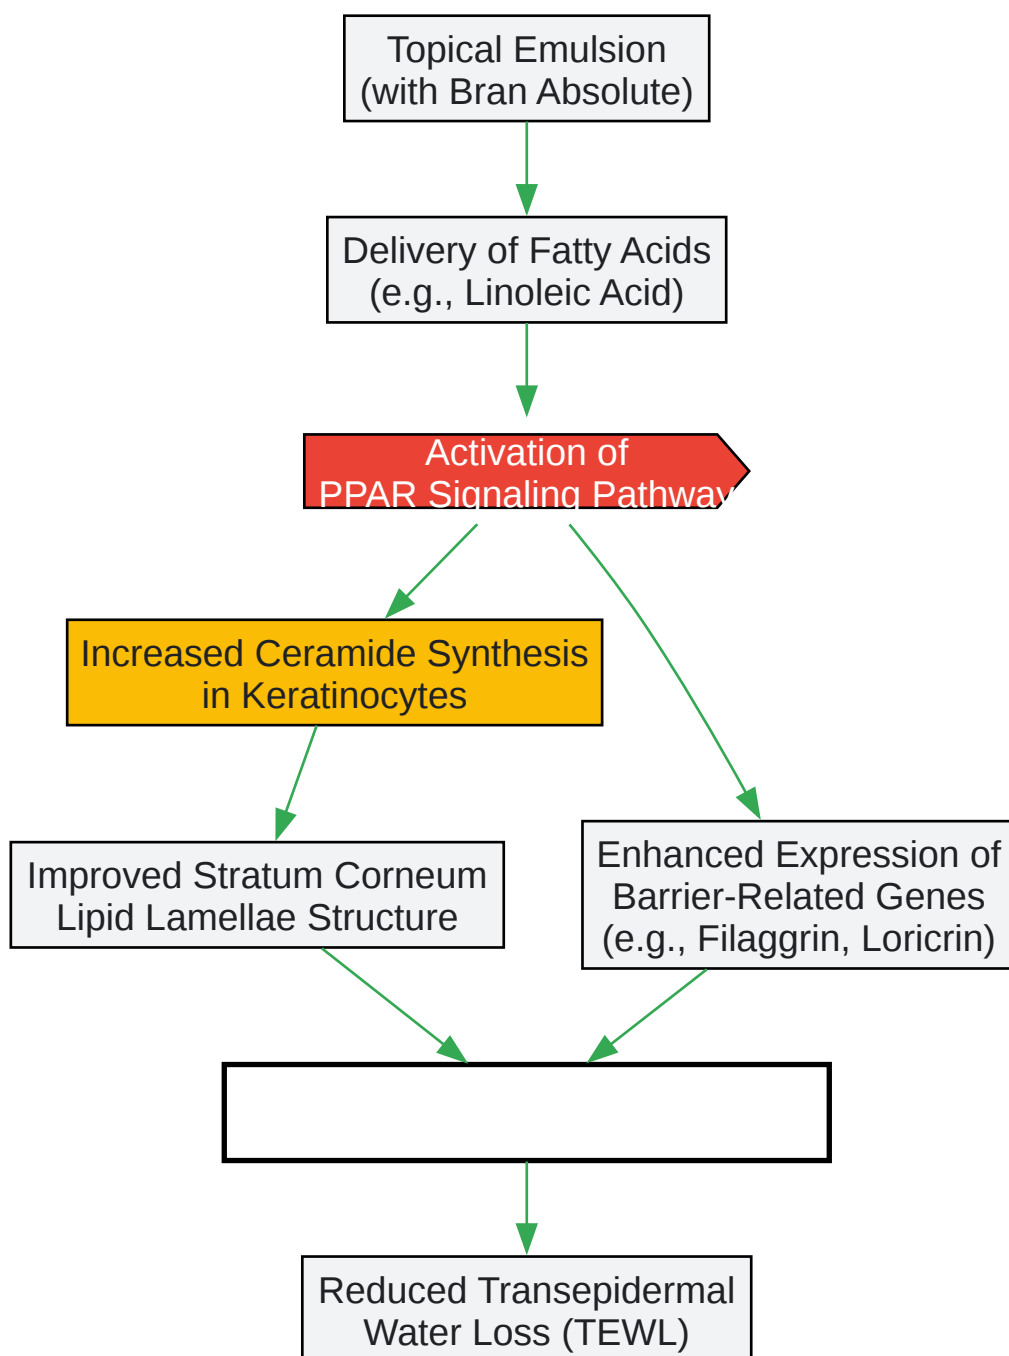 Topical Emulsion
(with Bran Absolute)
Delivery of Fatty Acids
(e.g., Linoleic Acid)
Activation of
PPAR Signaling Pathway
Increased Ceramide Synthesis
in Keratinocytes
Improved Stratum Corneum
Lipid Lamellae Structure
Enhanced Expression of
Barrier-Related Genes
(e.g., Filaggrin, Loricrin)
Reduced Transepidermal
Water Loss (TEWL)